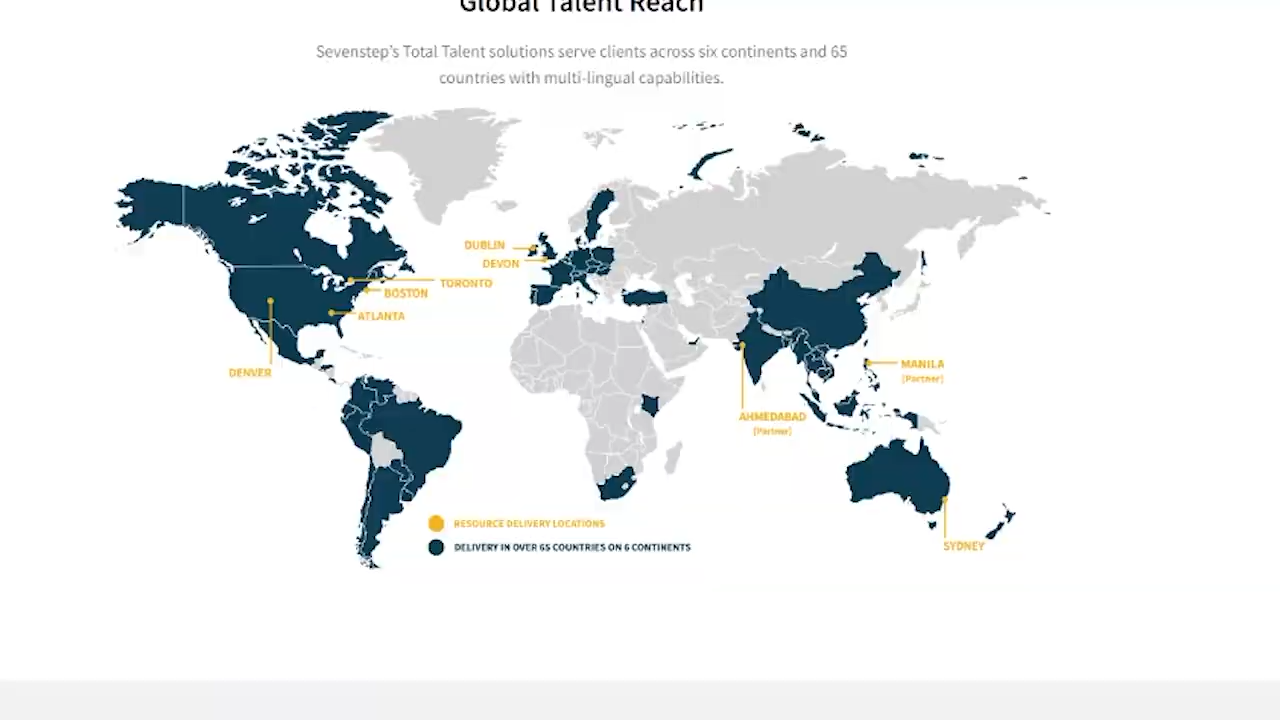 Global Talent Reach
Sevenstep's Total Talent solutions serve clients across six continents and 65
countries with multi-lingual capabilities.
DUBLIN
DEVON
TORONTO
BOSTON
ATLANTA
DENVER
MANILA
(Partner)
AHMEDABAD
(Partner)
RESOURCE DELIVERY LOCATIONS
DELIVERY IN OVER 65 COUNTRIES ON 6 CONTINENTS
SYDNEY